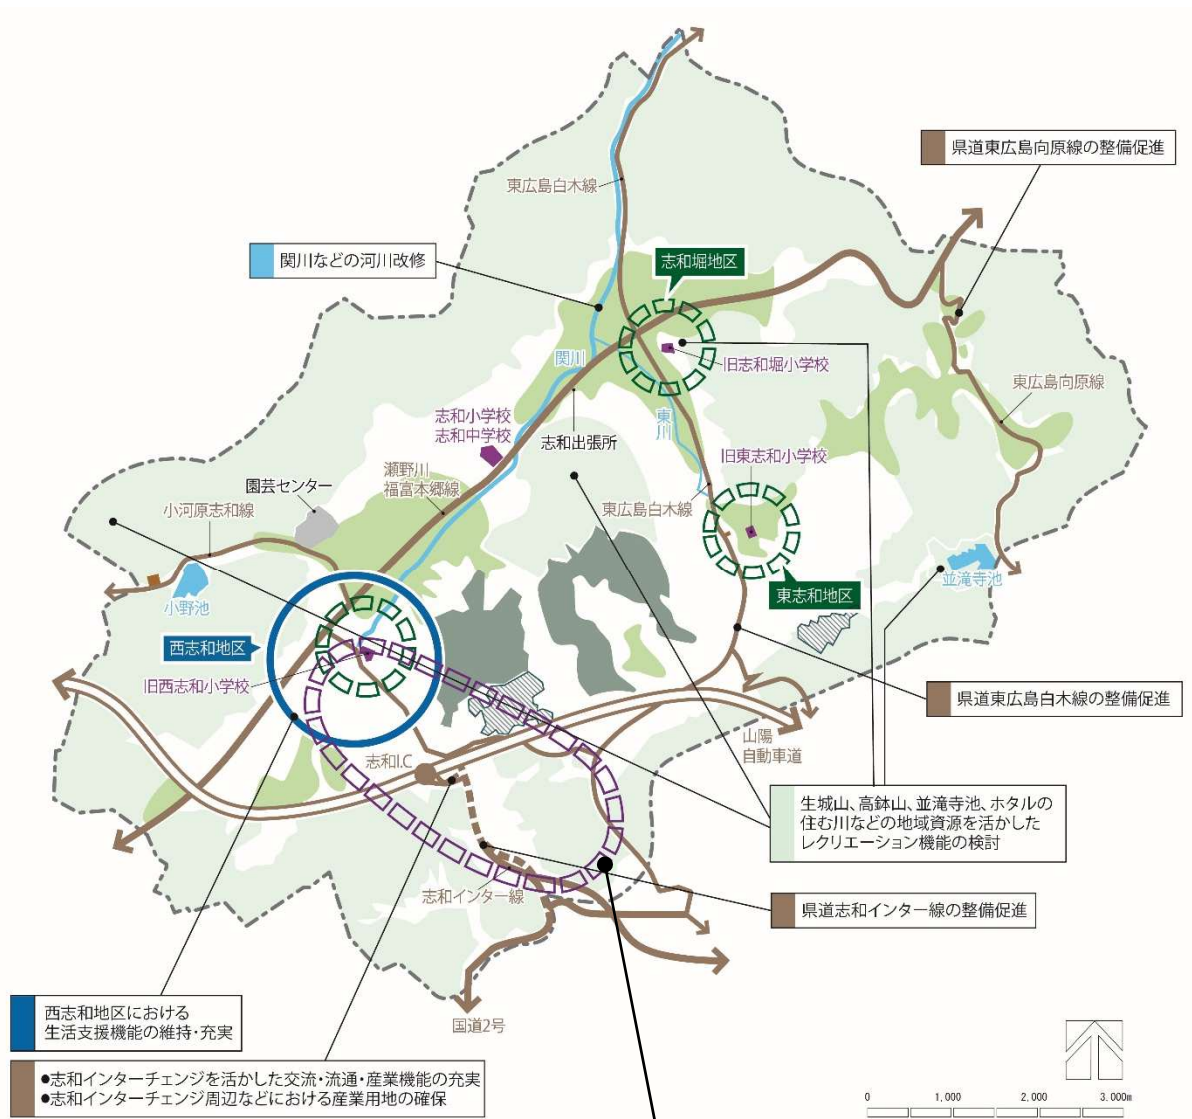 東広島白木線
県道東広島向原線の整備促進
関川などの河川改修
志和堀地区
旧志和堀小学校
関川
東広島向原線
東川
志和小学校
志和中学校
志和出張所
旧東志和小学校
瀬野川
福富本郷線
園芸センター
小河原志和線
東広島白木線
小野池
並滝寺池
東志和地区
西志和地区
旧西志和小学校
県道東広島白木線の整備促進
山陽
自動車道
志和I.C
生城山、高鉢山、並滝寺池、ホタルの
住む川などの地域資源を活かした
レクリエーション機能の検討
志和インター線
県道志和インター線の整備促進
西志和地区における
生活支援機能の維持・充実
国道2号
●志和インターチェンジを活かした交流・流通・産業機能の充実
●志和インターチェンジ周辺などにおける産業用地の確保
0 1,000 2,000 3,000m